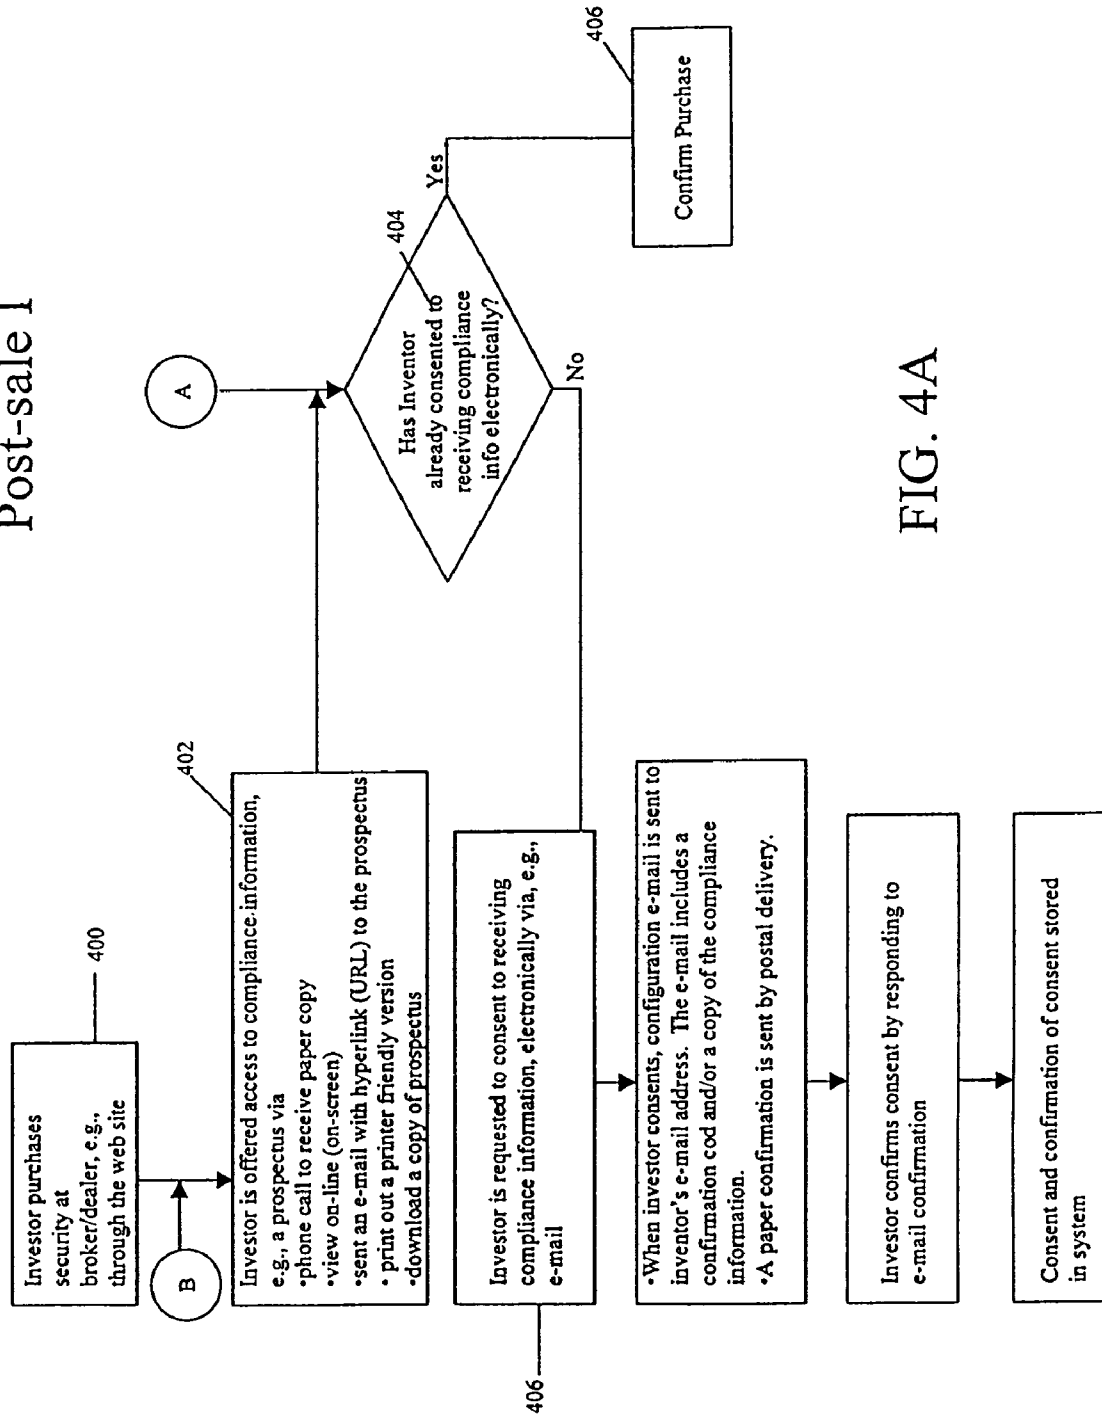 Post-sale 1
Investor purchases
security at
broker/dealer, e.g.,
through the web site
400
B
Investor is offered access to compliance information,
e.g., a prospectus via
•phone call to receive paper copy
•view on-line (on-screen)
•sent an e-mail with hyperlink (URL) to the prospectus
• print out a printer friendly version
•download a copy of prospectus
402
A
Has Inventor
already consented to
receiving compliance
info electronically?
404
Yes
No
Confirm Purchase
406
Investor is requested to consent to receiving
compliance information, electronically via, e.g.,
e-mail
406
•When investor consents, configuration e-mail is sent to
inventor's e-mail address. The e-mail includes a
confirmation cod and/or a copy of the compliance
information.
•A paper confirmation is sent by postal delivery.
Investor confirms consent by responding to
e-mail confirmation
Consent and confirmation of consent stored
in system
FIG. 4A